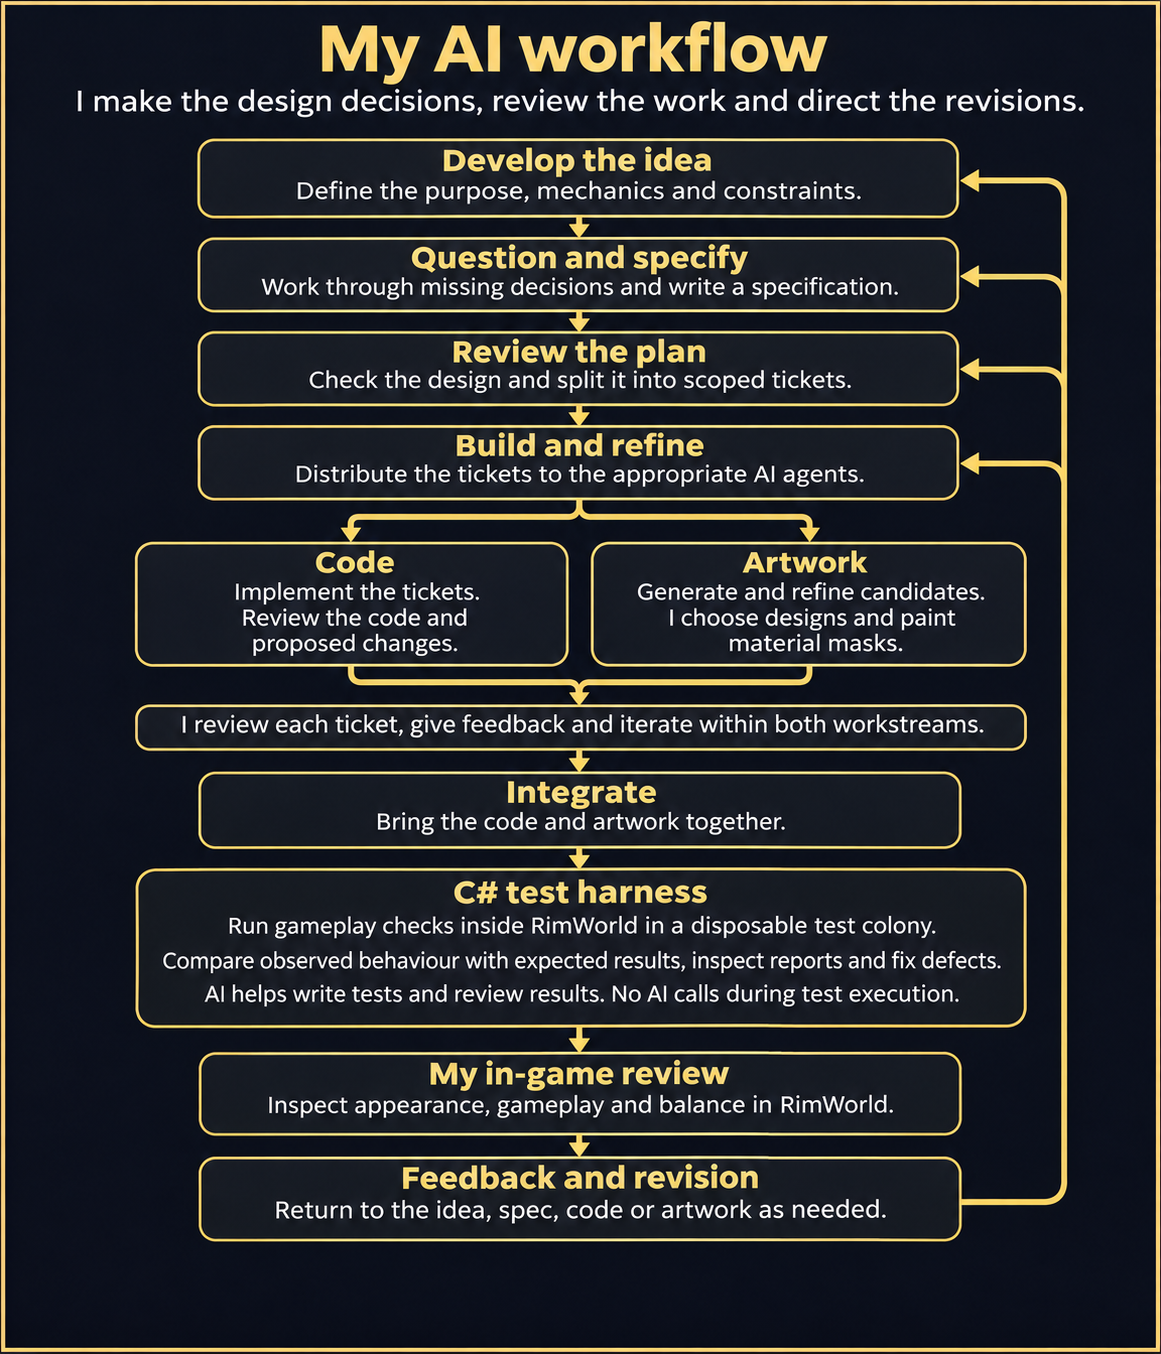 My AI workflow
I make the design decisions, review the work and direct the revisions.
Develop the idea
Define the purpose, mechanics and constraints.
Question and specify
Work through missing decisions and write a specification.
Review the plan
Check the design and split it into scoped tickets.
Build and refine
Distribute the tickets to the appropriate AI agents.
Code
Implement the tickets.
Review the code and
proposed changes.
Artwork
Generate and refine candidates.
I choose designs and paint
material masks.
I review each ticket, give feedback and iterate within both workstreams.
Integrate
Bring the code and artwork together.
C# test harness
Run gameplay checks inside RimWorld in a disposable test colony.
Compare observed behaviour with expected results, inspect reports and fix defects.
AI helps write tests and review results. No AI calls during test execution.
My in-game review
Inspect appearance, gameplay and balance in RimWorld.
Feedback and revision
Return to the idea, spec, code or artwork as needed.